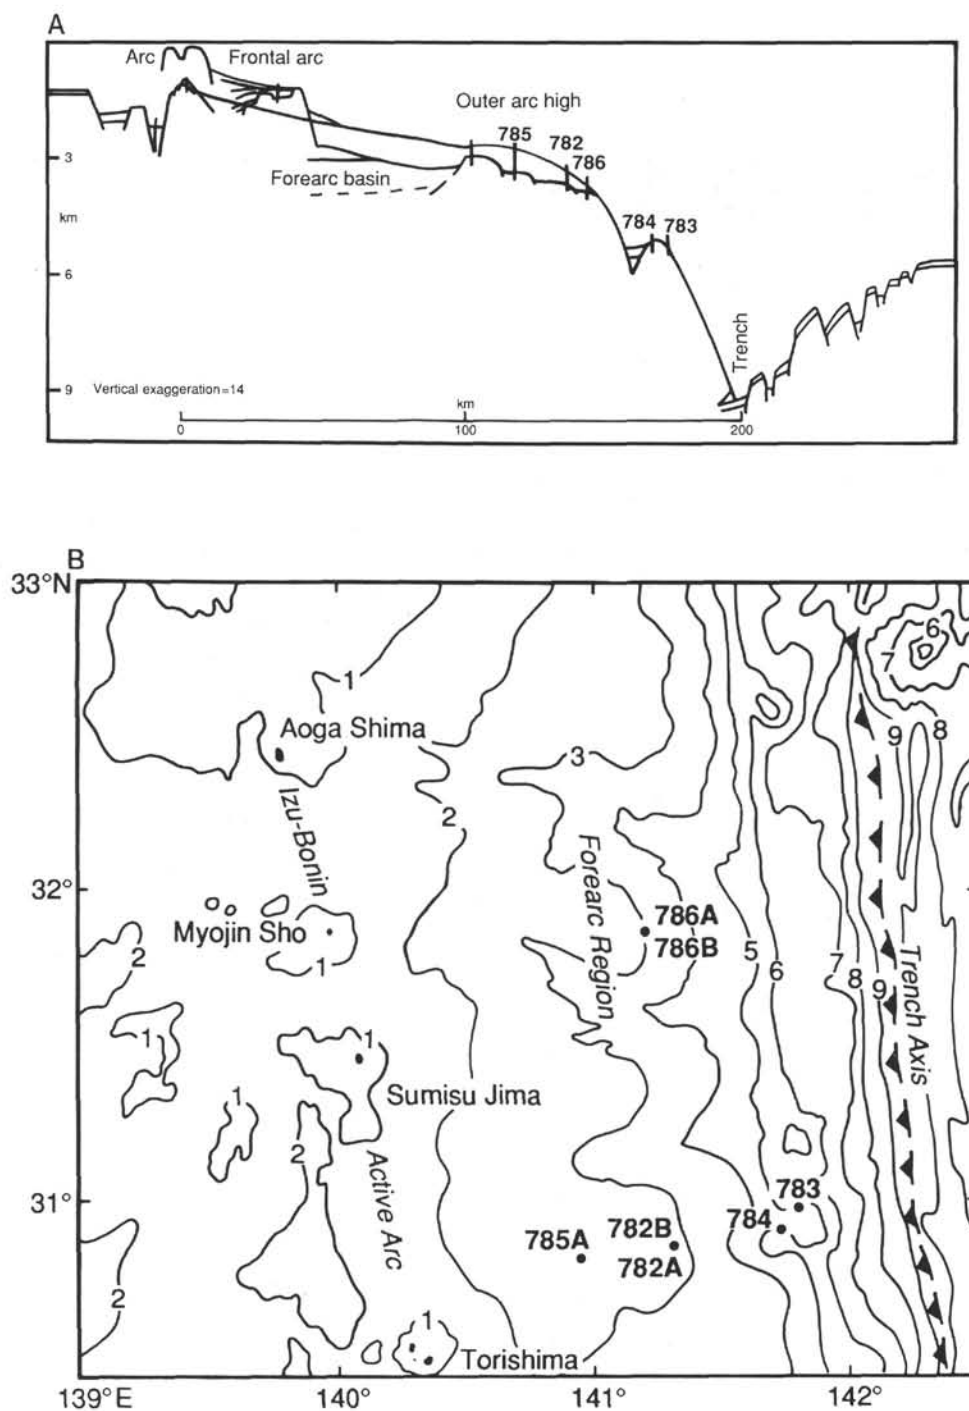 A
Arc
Frontal arc
Outer arc high
785
782
786
3
Forearc basin
km
784
783
6
Trench
9
Vertical exaggeration=14
km
0
100
200
B
33°N
6
7
1
Aoga Shima
9
8
3
2
Izu-Bonin
Forearc Region
32°
786A
Myojin Sho
786B
2
1
5
6
7
8
9
Trench Axis
1
1
Sumisu Jima
1
2
Active Arc
31°
783
784
785A
782B
782A
2
1
Torishima
139°E
140°
141°
142°